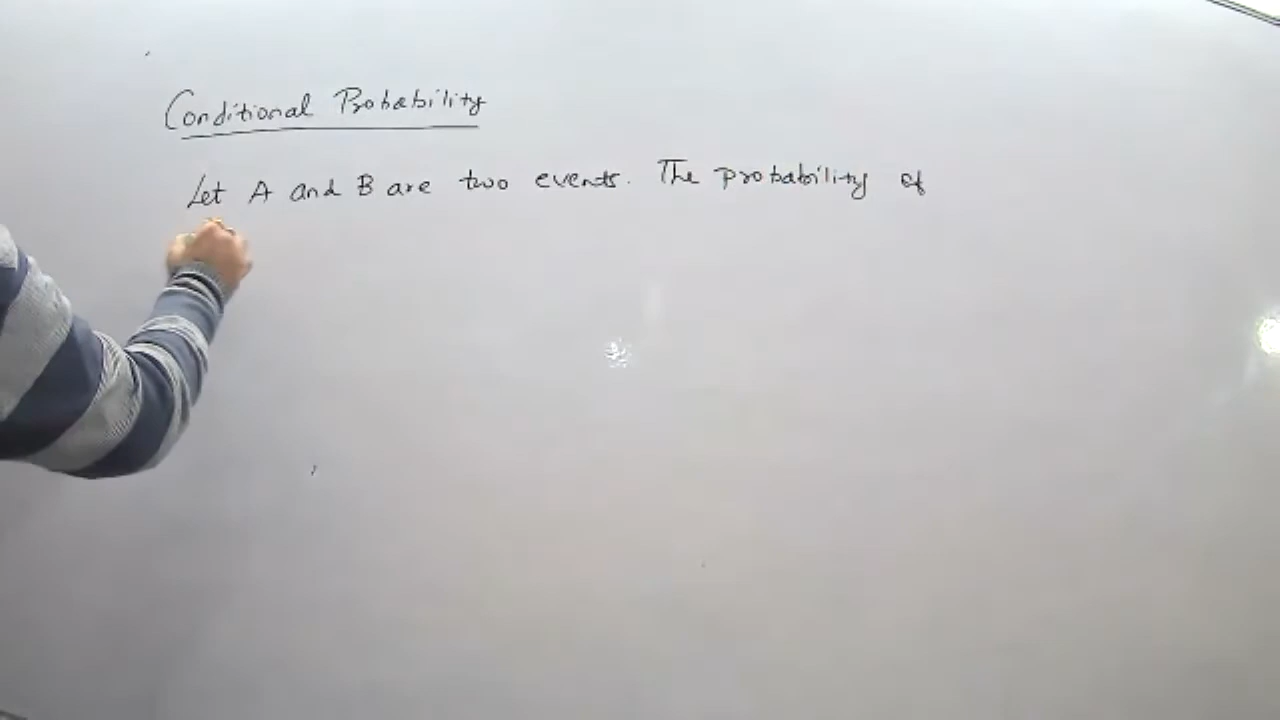 Conditional Probability
Let A and B are two events. The probability of